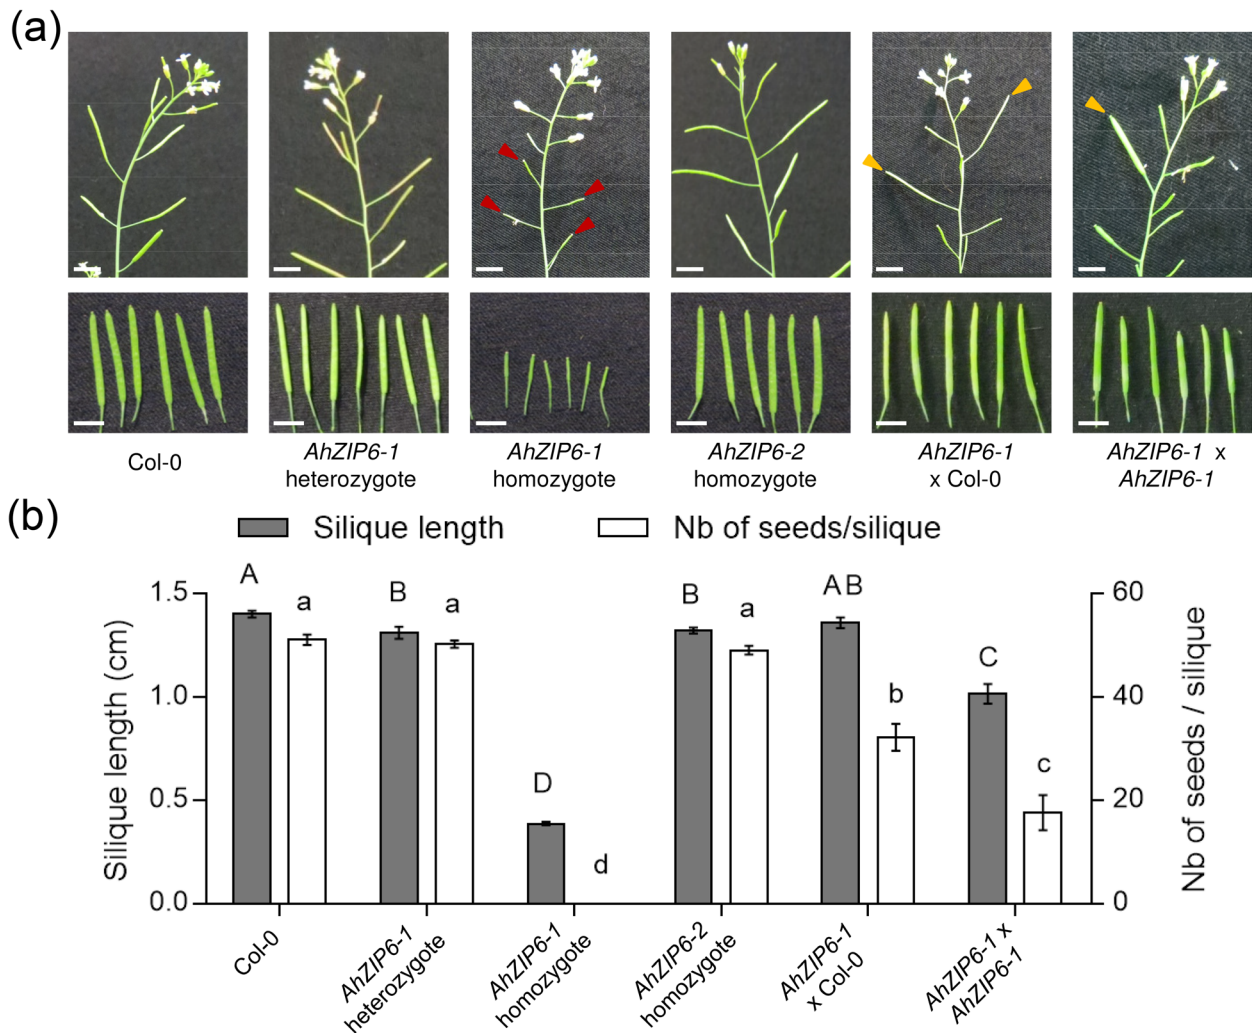 (a)
Col-0
AhZIP6-1
heterozygote
AhZIP6-1
homozygote
AhZIP6-2
homozygote
AhZIP6-1
x Col-0
AhZIP6-1 x
AhZIP6-1
(b)
Silique length
Nb of seeds/silique
Silique length (cm)
1.5
1.0
0.5
0.0
A
a
B
a
D
d
B
a
AB
b
C
c
60
40
20
0
Nb of seeds / silique
Col-0
AhZIP6-1
heterozygote
AhZIP6-1
homozygote
AhZIP6-2
homozygote
AhZIP6-1
x Col-0
AhZIP6-1 x
AhZIP6-1